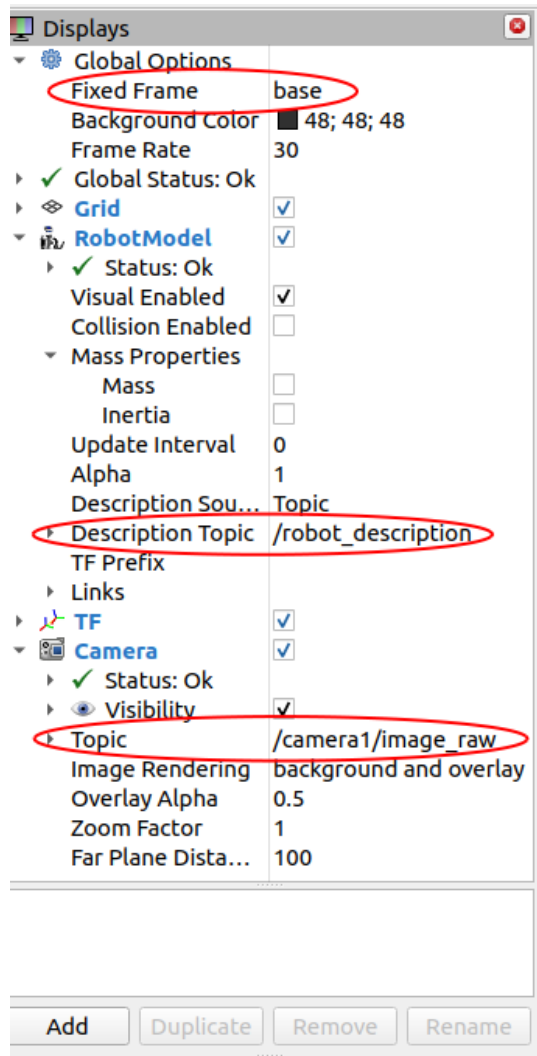 Displays
Global Options
Fixed Frame base
Background Color 48; 48; 48
Frame Rate 30
Global Status: Ok
Grid
RobotModel
Status: Ok
Visual Enabled
Collision Enabled
Mass Properties
Mass
Inertia
Update Interval 0
Alpha 1
Description Sou... Topic
Description Topic /robot_description
TF Prefix
Links
TF
Camera
Status: Ok
Visibility
Topic /camera1/image_raw
Image Rendering background and overlay
Overlay Alpha 0.5
Zoom Factor 1
Far Plane Dista... 100
Add Duplicate Remove Rename